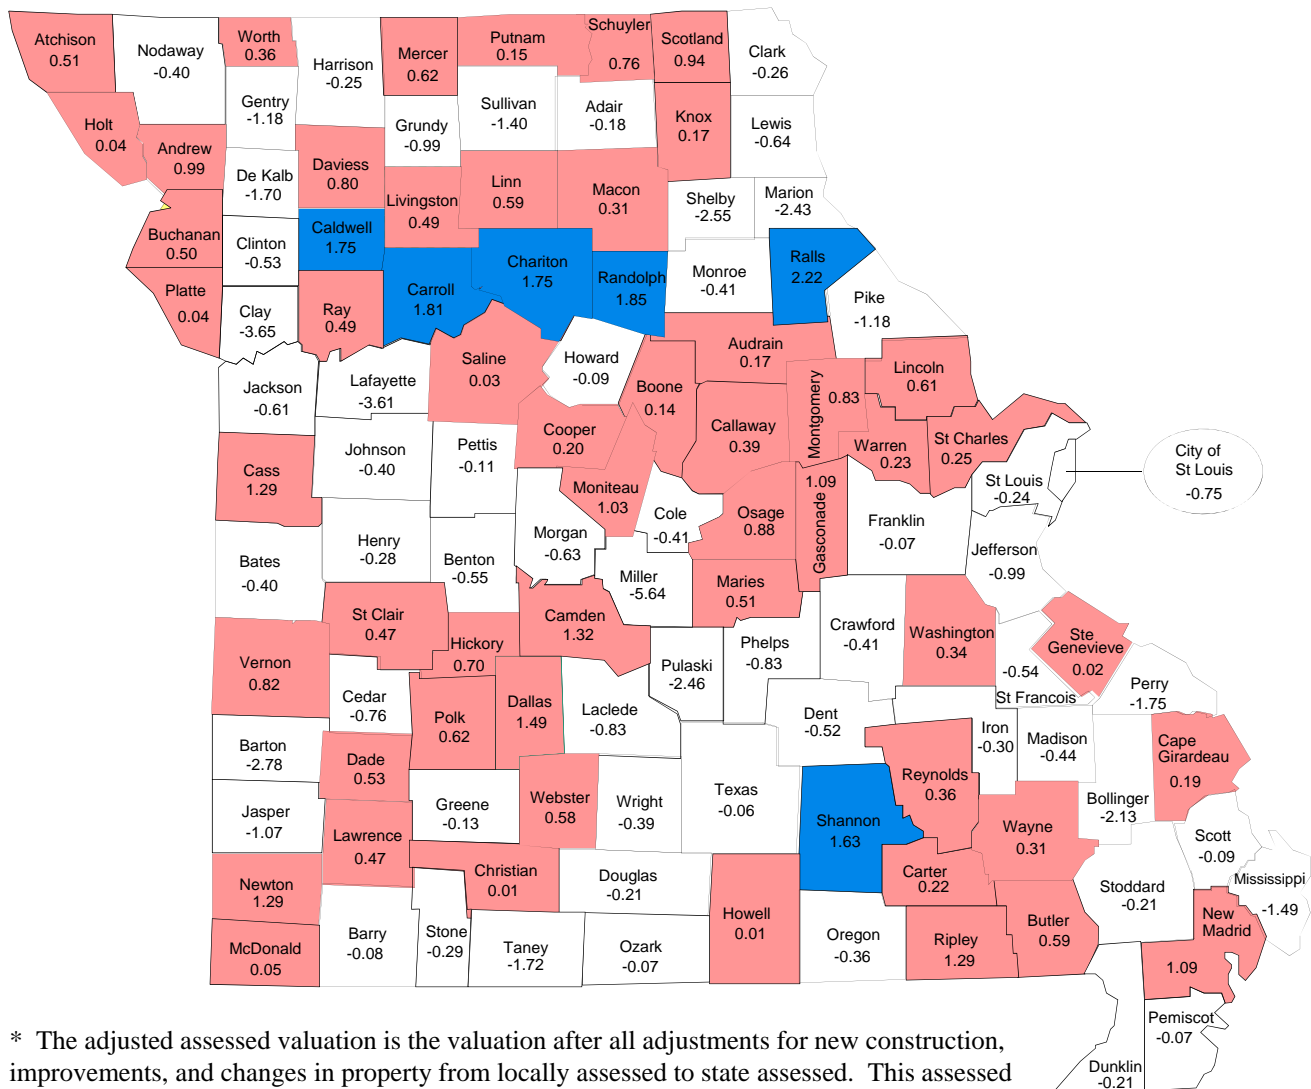 Atchison
0.51
Nodaway
-0.40
Worth
0.36
Harrison
-0.25
Mercer
0.62
Putnam
0.15
Schuyler
0.76
Scotland
0.94
Clark
-0.26
Gentry
-1.18
Holt
0.04
Andrew
0.99
De Kalb
-1.70
Daviess
0.80
Grundy
-0.99
Sullivan
-1.40
Adair
-0.18
Knox
0.17
Lewis
-0.64
Livingston
0.49
Linn
0.59
Macon
0.31
Shelby
-2.55
Marion
-2.43
Buchanan
0.50
Clinton
-0.53
Caldwell
1.75
Carroll
1.81
Chariton
1.75
Randolph
1.85
Monroe
-0.41
Ralls
2.22
Pike
-1.18
Platte
0.04
Clay
-3.65
Ray
0.49
Saline
0.03
Howard
-0.09
Audrain
0.17
Boone
0.14
Lincoln
0.61
Jackson
-0.61
Lafayette
-3.61
Callaway
0.39
Montgomery
0.83
Warren
0.23
St Charles
0.25
Cooper
0.20
Cass
1.29
Johnson
-0.40
Pettis
-0.11
Moniteau
1.03
Cole
-0.41
Osage
0.88
Gasconade
1.09
Franklin
-0.07
St Louis
-0.24
City of
St Louis
-0.75
Jefferson
-0.99
Bates
-0.40
Henry
-0.28
Benton
-0.55
Morgan
-0.63
Miller
-5.64
Maries
0.51
St Clair
0.47
Camden
1.32
Hickory
0.70
Pulaski
-2.46
Phelps
-0.83
Crawford
-0.41
Washington
0.34
Ste
Genevieve
0.02
-0.54
St Francois
Perry
-1.75
Vernon
0.82
Cedar
-0.76
Polk
0.62
Dallas
1.49
Laclede
-0.83
Dent
-0.52
Iron
-0.30
Madison
-0.44
Cape
Girardeau
0.19
Barton
-2.78
Dade
0.53
Greene
-0.13
Webster
0.58
Wright
-0.39
Texas
-0.06
Shannon
1.63
Reynolds
0.36
Wayne
0.31
Bollinger
-2.13
Scott
-0.09
Mississippi
-1.49
Jasper
-1.07
Lawrence
0.47
Christian
0.01
Douglas
-0.21
Howell
0.01
Carter
0.22
Stoddard
-0.21
New
Madrid
1.09
Newton
1.29
McDonald
0.05
Barry
-0.08
Stone
-0.29
Taney
-1.72
Ozark
-0.07
Oregon
-0.36
Ripley
1.29
Butler
0.59
Pemiscot
-0.07
Dunklin
-0.21
* The adjusted assessed valuation is the valuation after all adjustments for new construction,
improvements, and changes in property from locally assessed to state assessed. This assessed